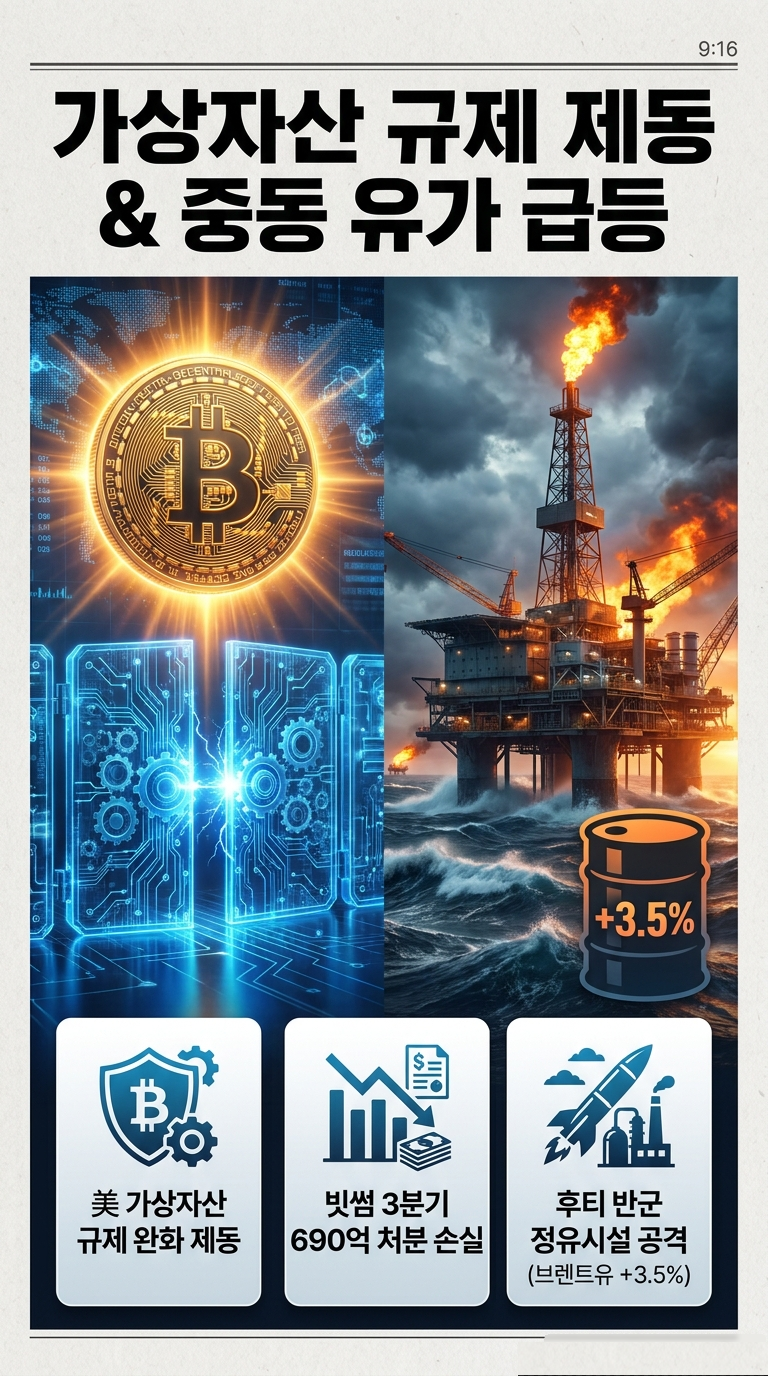 9:16
가상자산 규제 제동
& 중동 유가 급등
+3.5%
美 가상자산
규제 완화 제동
빗썸 3분기
690억 처분 손실
후티 반군
정유시설 공격
(브렌트유 +3.5%)